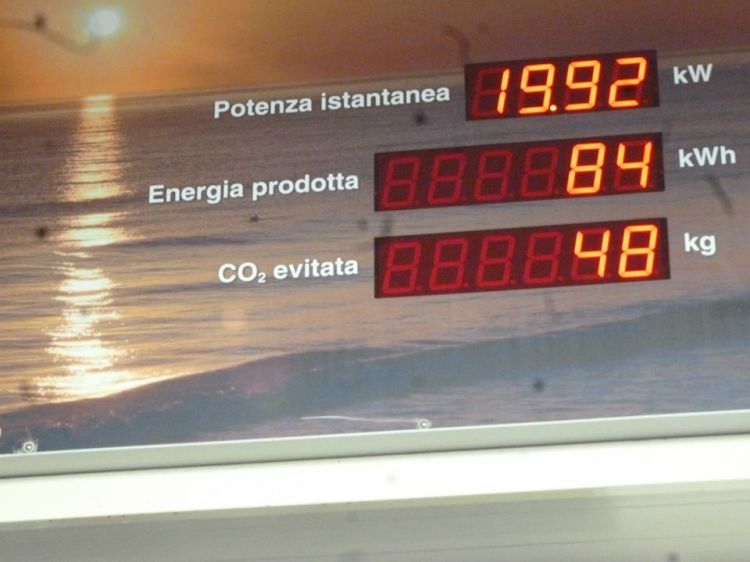 Potenza istantanea 19.92 kW
Energia prodotta 84 kWh
CO₂ evitata 48 kg